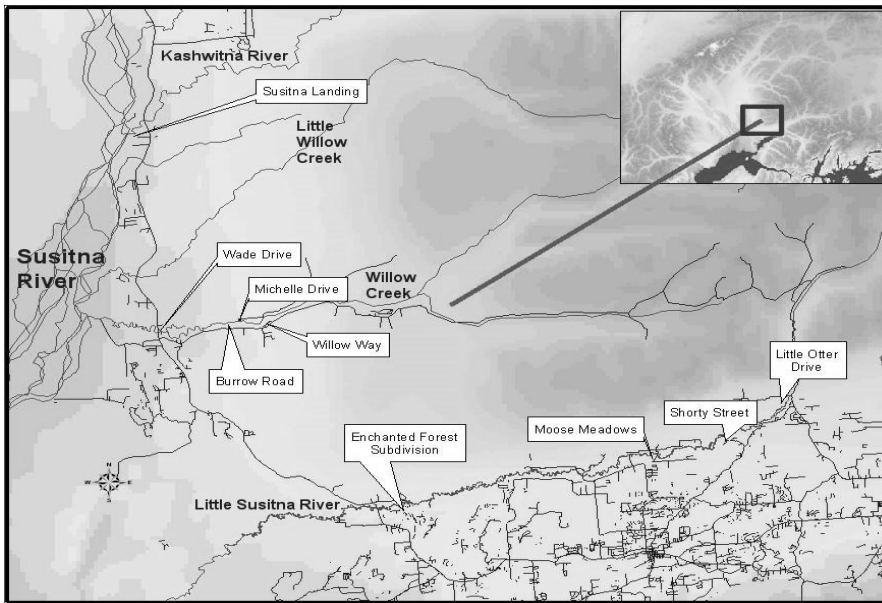 Kashwitna River
Susitna Landing
Little
Willow
Creek
Susitna
River
Wade Drive
Michelle Drive
Willow
Creek
Willow Way
Burrow Road
Little Otter
Drive
Shorty Street
Moose Meadows
Enchanted Forest
Subdivision
N
W
E
S
Little Susitna River